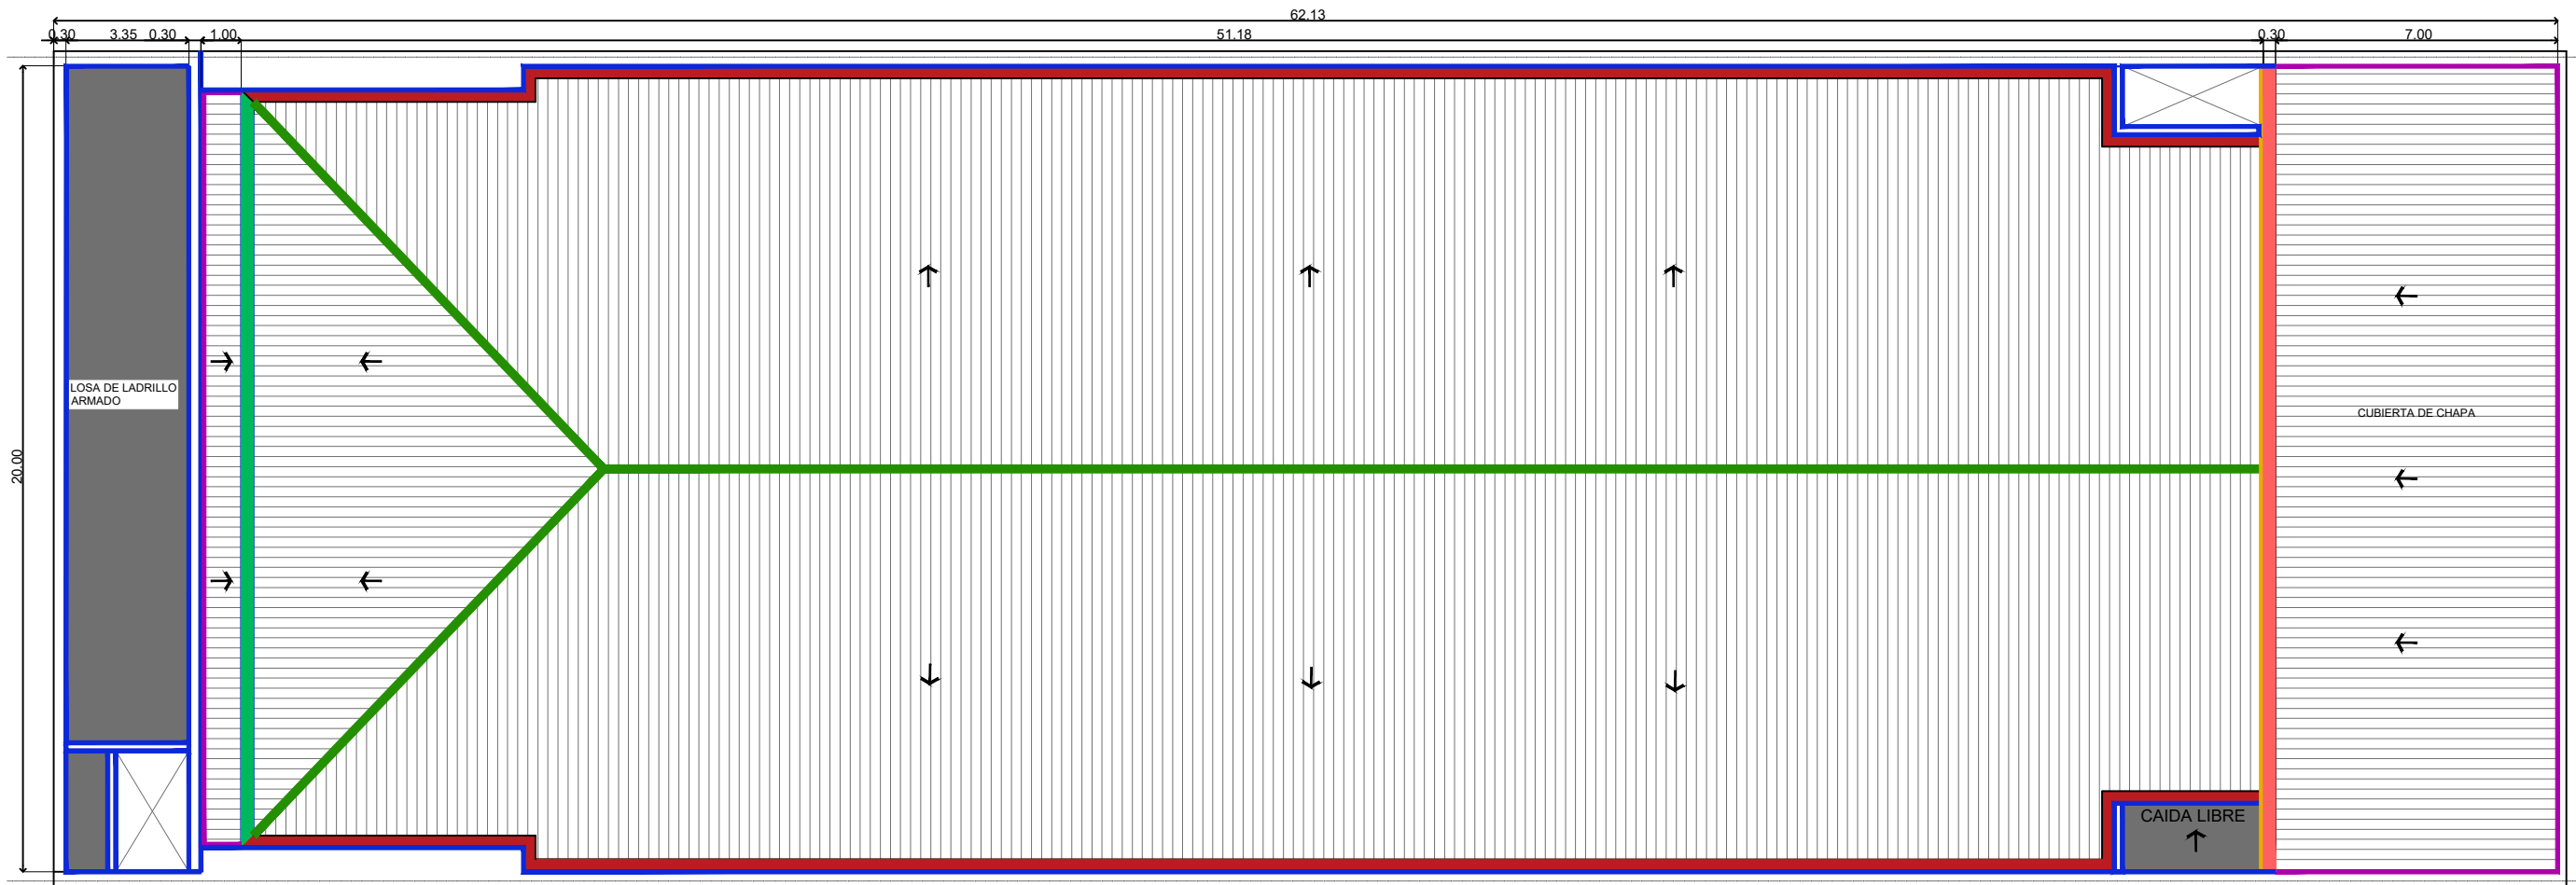 62.13
0.30 3.35 0.30 1.00 51.18 0.30 7.00
LOSA DE LADRILLO
ARMADO
CUBIERTA DE CHAPA
20.00
CAIDA LIBRE